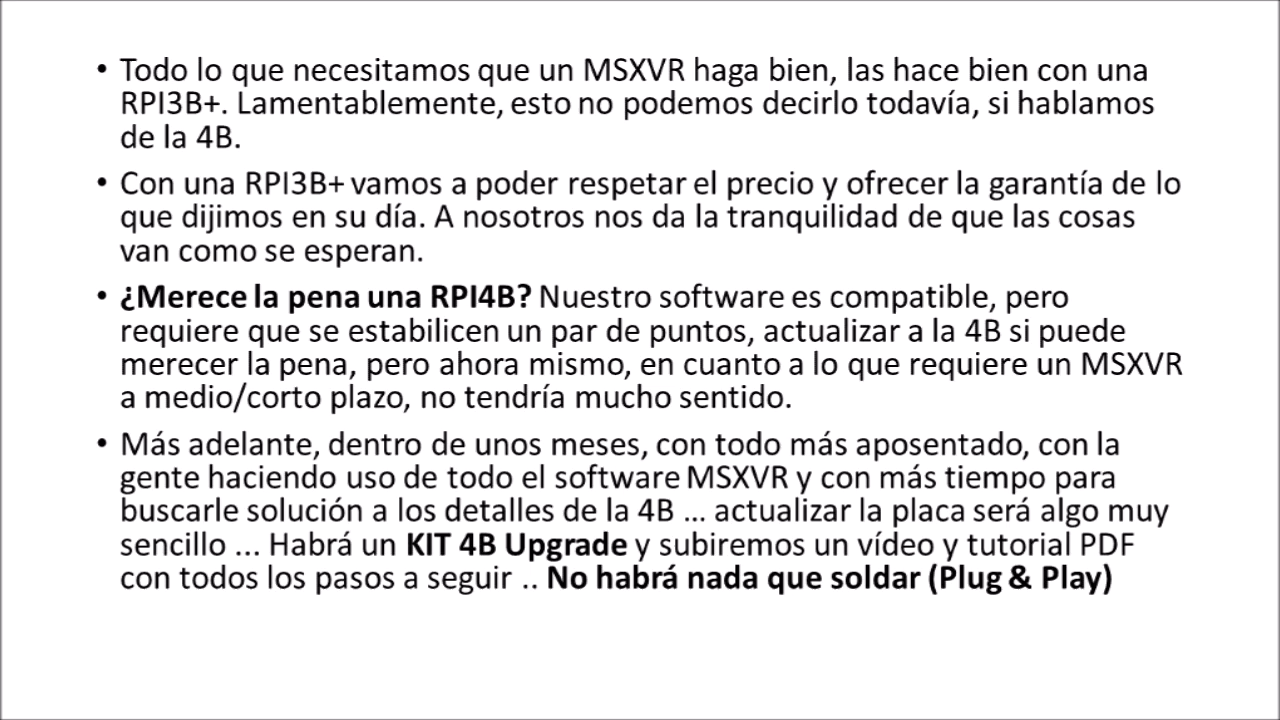 • Todo lo que necesitamos que un MSXVR haga bien, las hace bien con una
RPI3B+. Lamentablemente, esto no podemos decirlo todavía, si hablamos
de la 4B.
• Con una RPI3B+ vamos a poder respetar el precio y ofrecer la garantía de lo
que dijimos en su día. A nosotros nos da la tranquilidad de que las cosas
van como se esperan.
• ¿Merece la pena una RPI4B? Nuestro software es compatible, pero
requiere que se estabilicen un par de puntos, actualizar a la 4B si puede
merecer la pena, pero ahora mismo, en cuanto a lo que requiere un MSXVR
a medio/corto plazo, no tendría mucho sentido.
• Más adelante, dentro de unos meses, con todo más aposentado, con la
gente haciendo uso de todo el software MSXVR y con más tiempo para
buscarle solución a los detalles de la 4B ... actualizar la placa será algo muy
sencillo ... Habrá un KIT 4B Upgrade y subiremos un vídeo y tutorial PDF
con todos los pasos a seguir .. No habrá nada que soldar (Plug & Play)